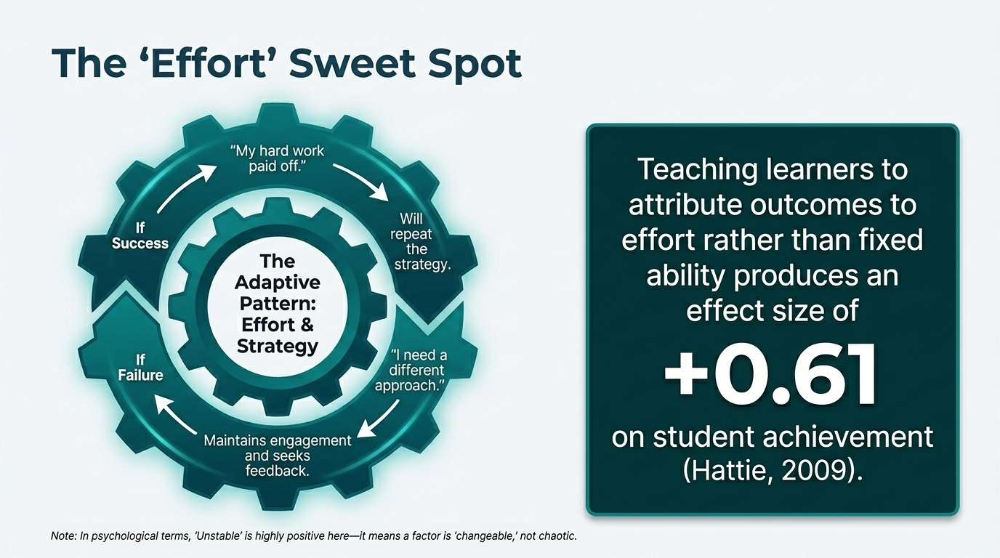 The ‘Effort’ Sweet Spot
If
Success
“My hard work
paid off.”
Will
repeat
the
strategy.
“I need a
different
approach.”
Maintains engagement
and seeks
feedback.
If
Failure
The
Adaptive
Pattern:
Effort &
Strategy
Teaching learners to
attribute outcomes to
effort rather than fixed
ability produces an
effect size of
+0.61
on student achievement
(Hattie, 2009).
Note: In psychological terms, ‘Unstable’ is highly positive here—it means a factor is ‘changeable,’ not chaotic.